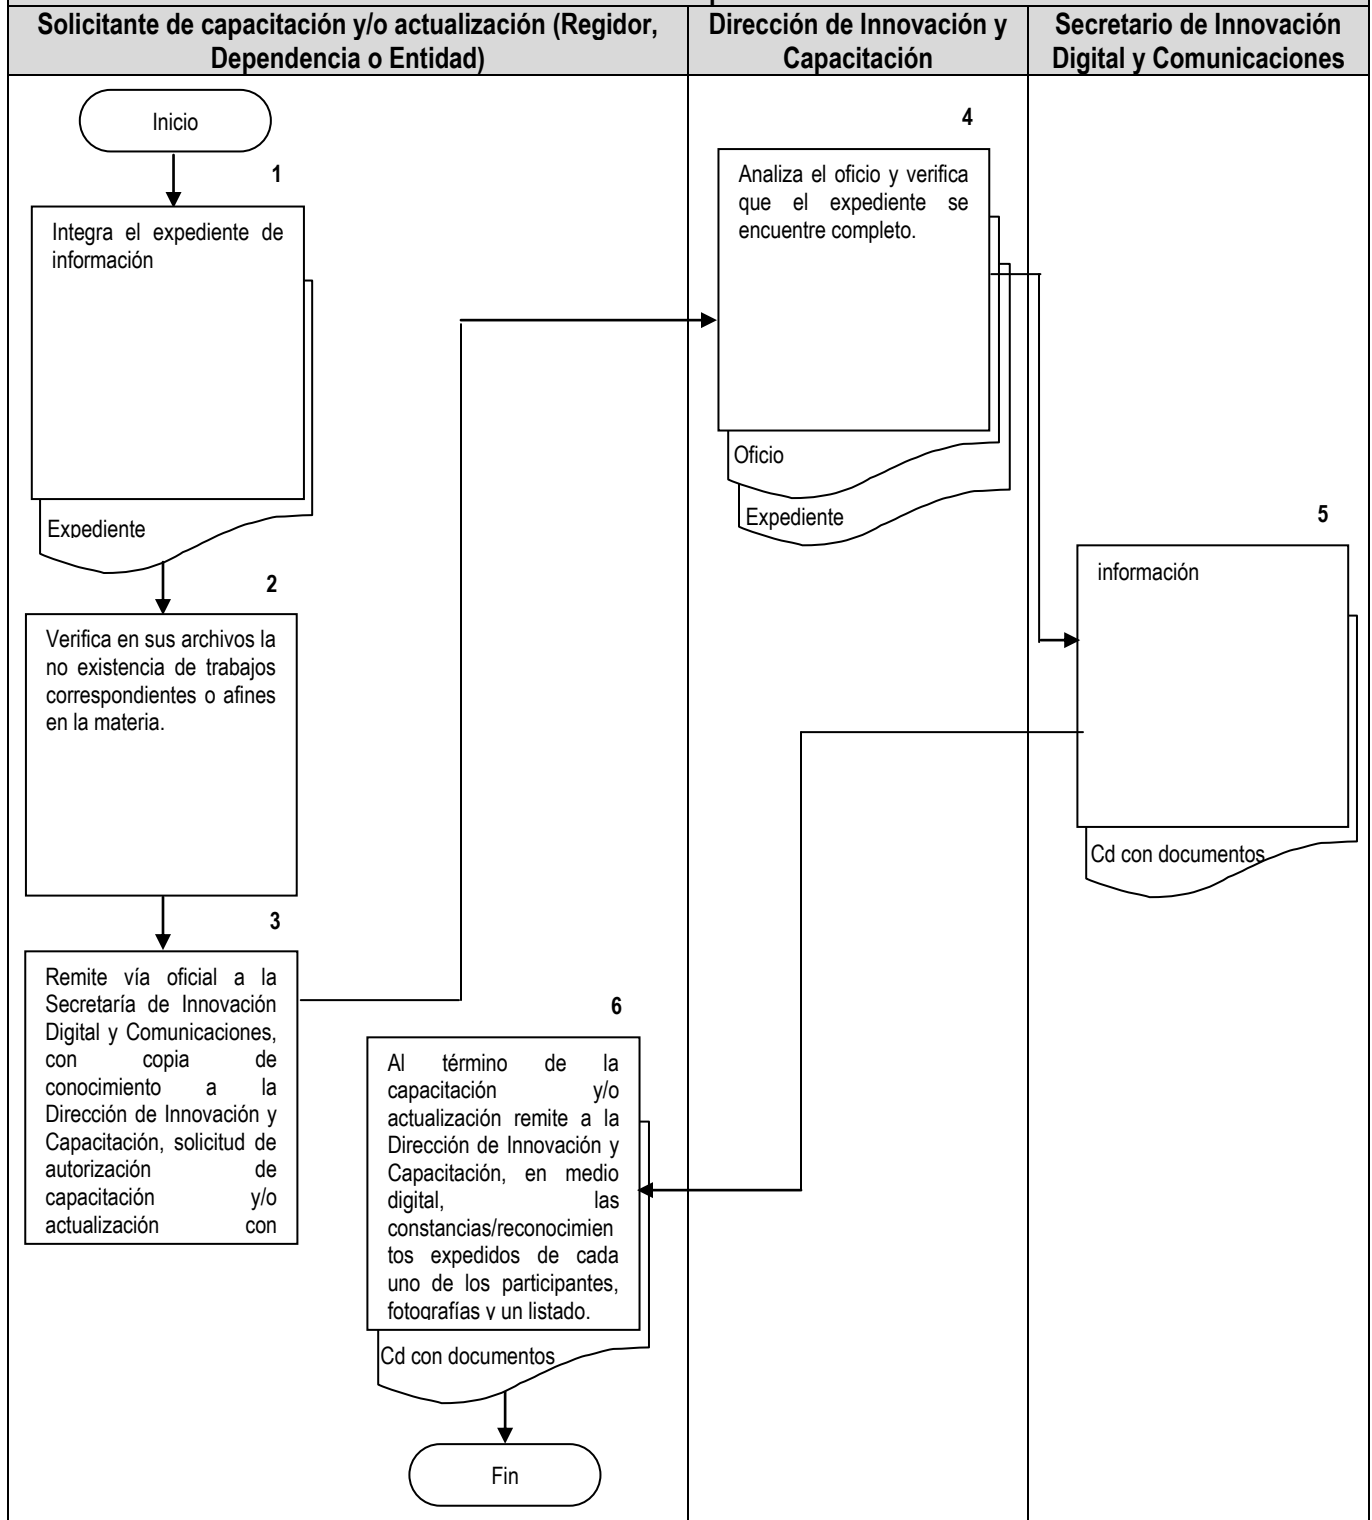 Solicitante de capacitación y/o actualización (Regidor,
Dependencia o Entidad)
Dirección de Innovación y
Capacitación
Secretario de Innovación
Digital y Comunicaciones
Inicio
1
Integra el expediente de
información
Expediente
2
Verifica en sus archivos la
no existencia de trabajos
correspondientes o afines
en la materia.
3
Remite vía oficial a la
Secretaría de Innovación
Digital y Comunicaciones,
con copia de
conocimiento a la
Dirección de Innovación y
Capacitación, solicitud de
autorización de
capacitación y/o
actualización con
4
Analiza el oficio y verifica
que el expediente se
encuentre completo.
Oficio
Expediente
5
información
Cd con documentos
6
Al término de la
capacitación y/o
actualización remite a la
Dirección de Innovación y
Capacitación, en medio
digital, las
constancias/reconocimien
tos expedidos de cada
uno de los participantes,
fotografías y un listado.
Cd con documentos
Fin